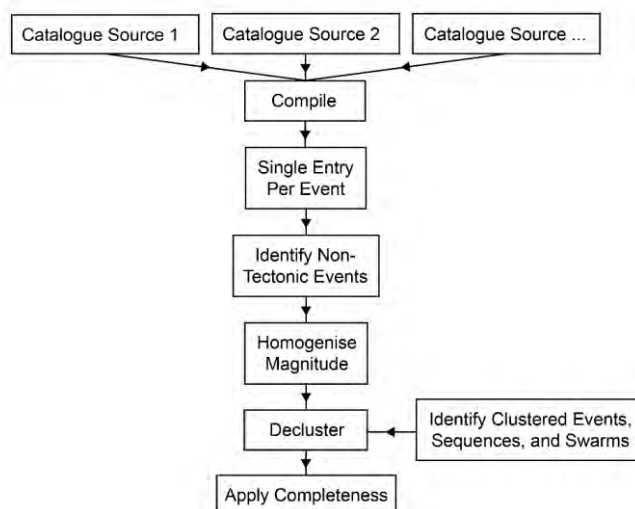 Catalogue Source 1
Catalogue Source 2
Catalogue Source ...
Compile
Single Entry
Per Event
Identify Non-
Tectonic Events
Homogenise
Magnitude
Decluster
Identify Clustered Events,
Sequences, and Swarms
Apply Completeness